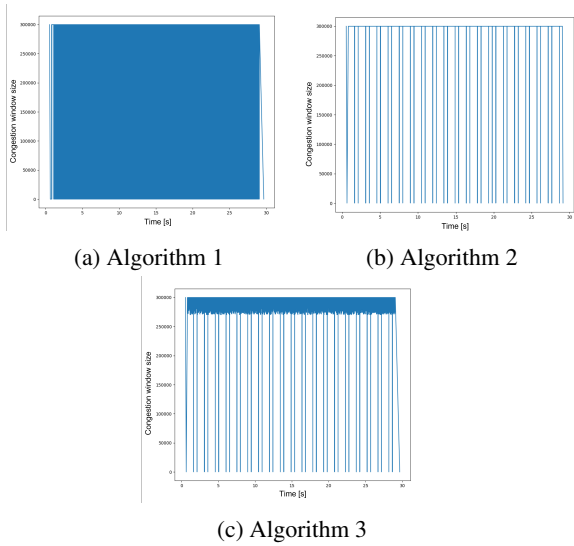 300000
250000
200000
150000
100000
50000
0
Congestion window size
0 5 10 15 20 25 30
Time [s]
(a) Algorithm 1
300000
250000
200000
150000
100000
50000
0
Congestion window size
0 5 10 15 20 25 30
Time [s]
(b) Algorithm 2
300000
250000
200000
150000
100000
50000
0
Congestion window size
0 5 10 15 20 25 30
Time [s]
(c) Algorithm 3